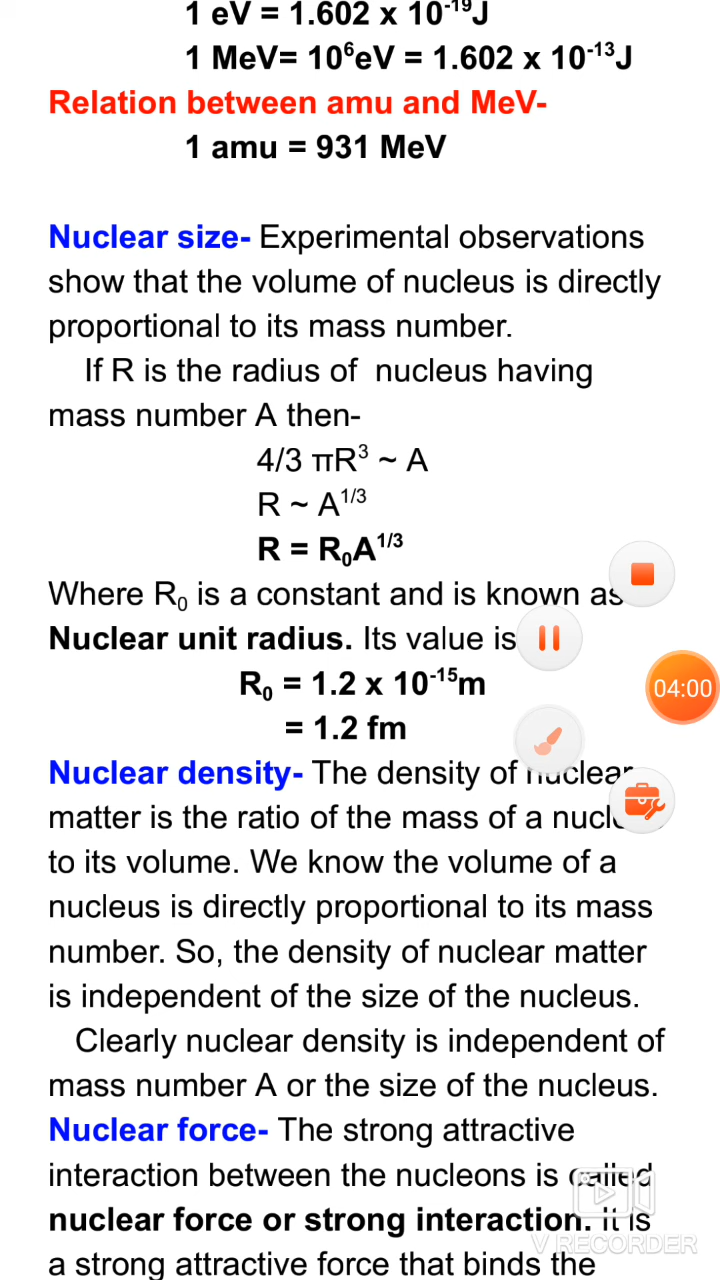 1 eV = 1.602 x 10⁻¹⁹J
1 MeV= 10⁶eV = 1.602 x 10⁻¹³J
Relation between amu and MeV-
1 amu = 931 MeV
Nuclear size- Experimental observations
show that the volume of nucleus is directly
proportional to its mass number.
If R is the radius of nucleus having
mass number A then-
4/3 πR³ ~ A
R ~ A¹/³
R = R₀A¹/³
Where R₀ is a constant and is known as
Nuclear unit radius. Its value is
R₀ = 1.2 x 10⁻¹⁵m
= 1.2 fm
04:00
Nuclear density- The density of nuclear
matter is the ratio of the mass of a
to its volume. We know the volume of a
nucleus is directly proportional to its mass
number. So, the density of nuclear matter
is independent of the size of the nucleus.
Clearly nuclear density is independent of
mass number A or the size of the nucleus.
Nuclear force- The strong attractive
interaction between the nucleons is called
nuclear force or strong interaction. It is
V RECORDER
a strong attractive force that binds the